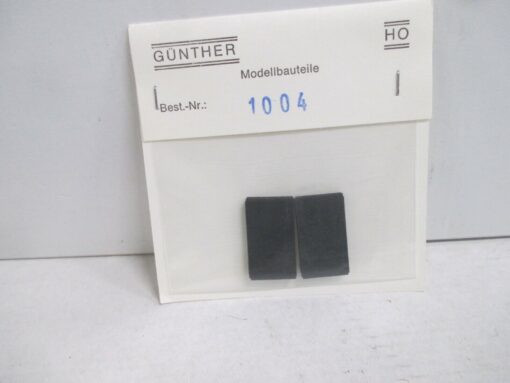 GÜNTHER
HO
Modellbauteile
Best.-Nr.: 1004